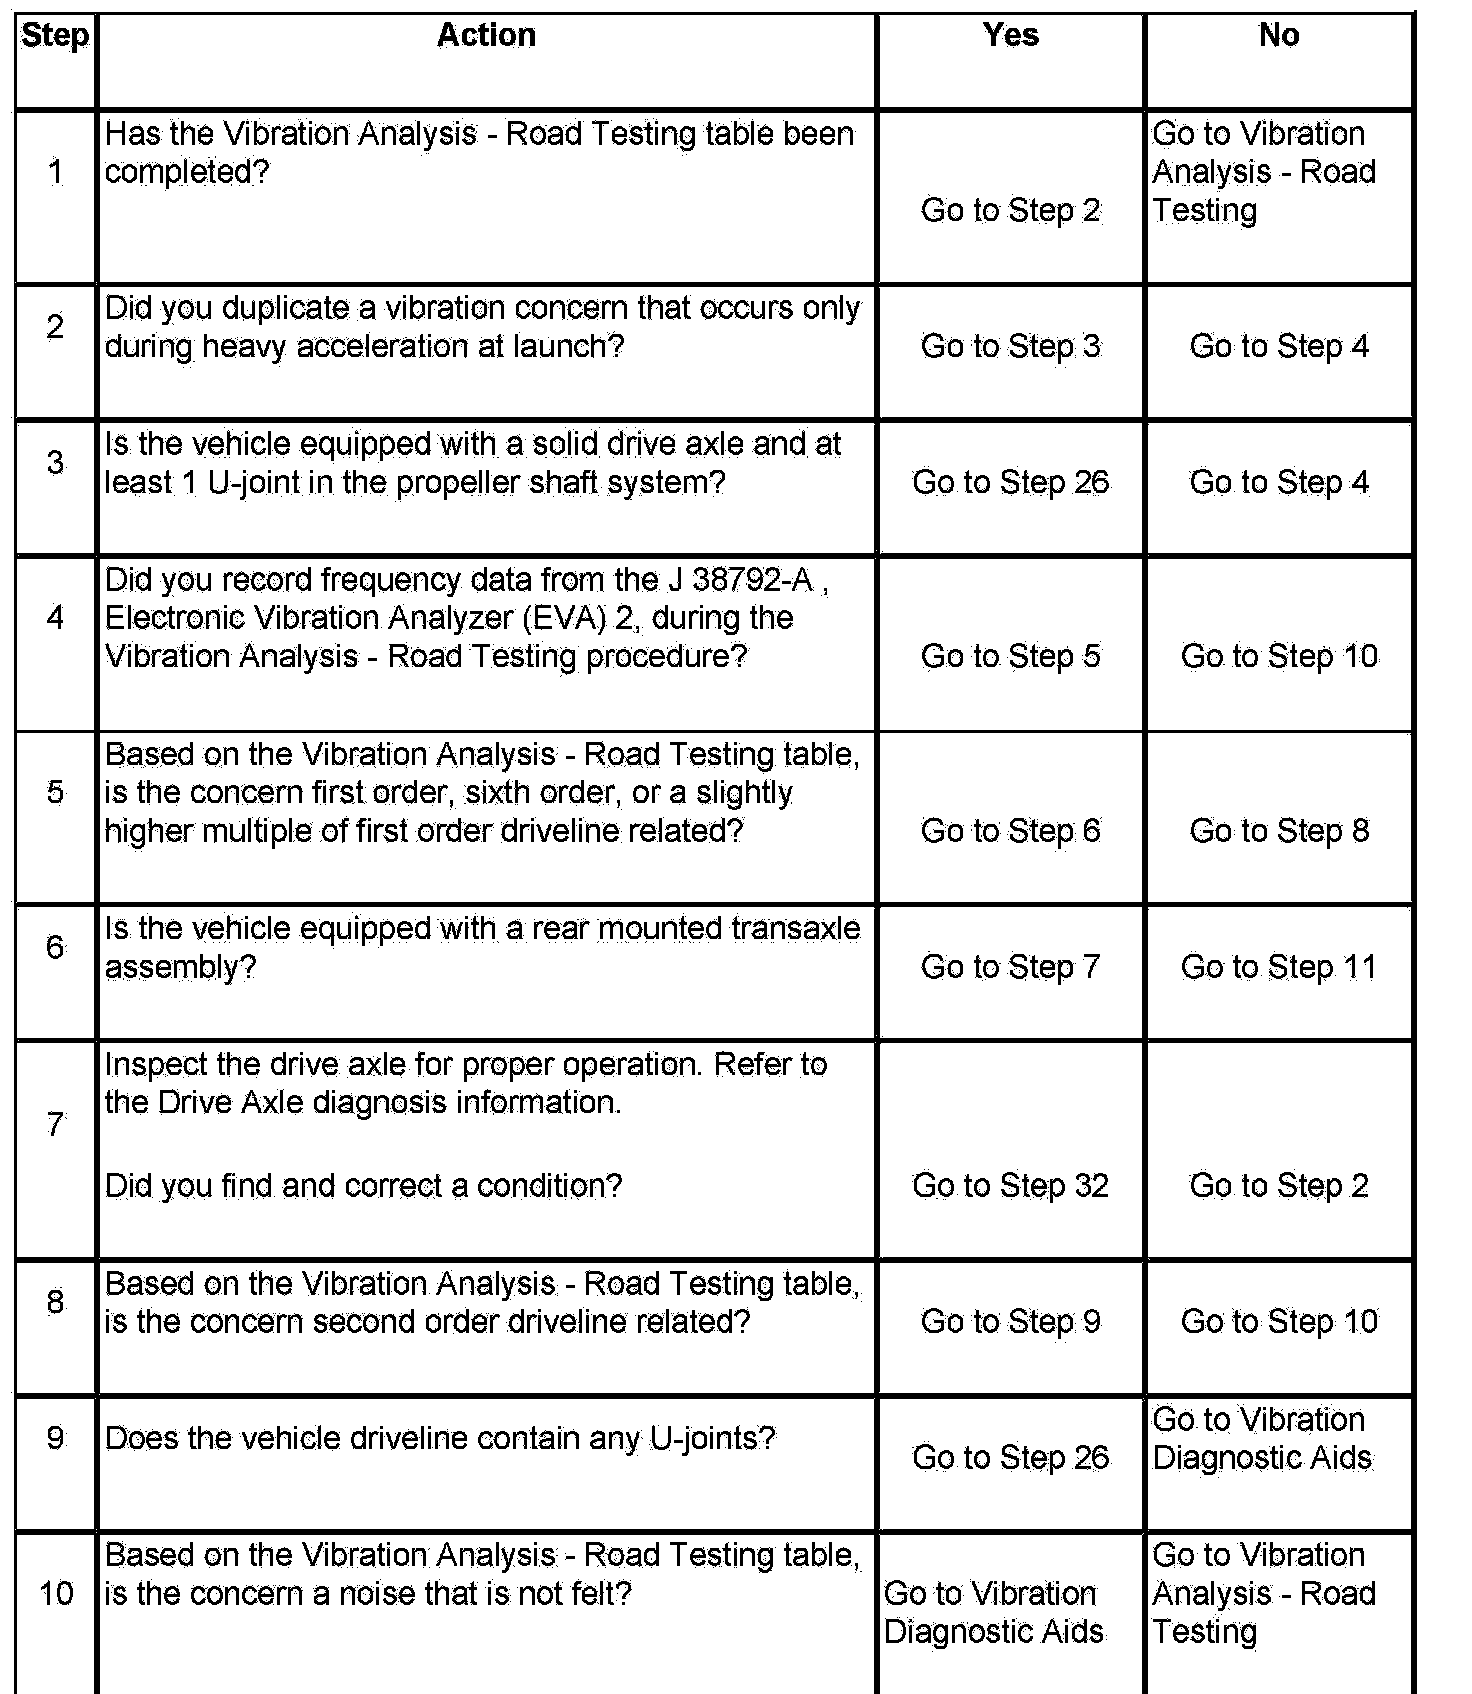 Step Action Yes No
Has the Vibration Analysis - Road Testing table been
Go to Vibration
1
completed?
Analysis - Road
Go to Step 2
Testing
2
Did you duplicate a vibration concern that occurs only
during heavy acceleration at launch?
Go to Step 3
Go to Step 4
3
Is the vehicle equipped with a solid drive axle and at
least 1 U-joint in the propeller shaft system?
Go to Step 26
Go to Step 4
4
Did you record frequency data from the J 38792-A ,
Electronic Vibration Analyzer (EVA) 2, during the
Vibration Analysis - Road Testing procedure?
Go to Step 5
Go to Step 10
5
Based on the Vibration Analysis - Road Testing table,
is the concern first order, sixth order, or a slightly
higher multiple of first order driveline related?
Go to Step 6
Go to Step 8
6
Is the vehicle equipped with a rear mounted transaxle
assembly?
Go to Step 7
Go to Step 11
7
Inspect the drive axle for proper operation. Refer to
the Drive Axle diagnosis information.
Did you find and correct a condition?
Go to Step 32
Go to Step 2
8
Based on the Vibration Analysis - Road Testing table,
is the concern second order driveline related?
Go to Step 9
Go to Step 10
9
Does the vehicle driveline contain any U-joints?
Go to Step 26
Go to Vibration
Diagnostic Aids
10
Based on the Vibration Analysis - Road Testing table,
is the concern a noise that is not felt?
Go to Vibration
Diagnostic Aids
Go to Vibration
Analysis - Road
Testing